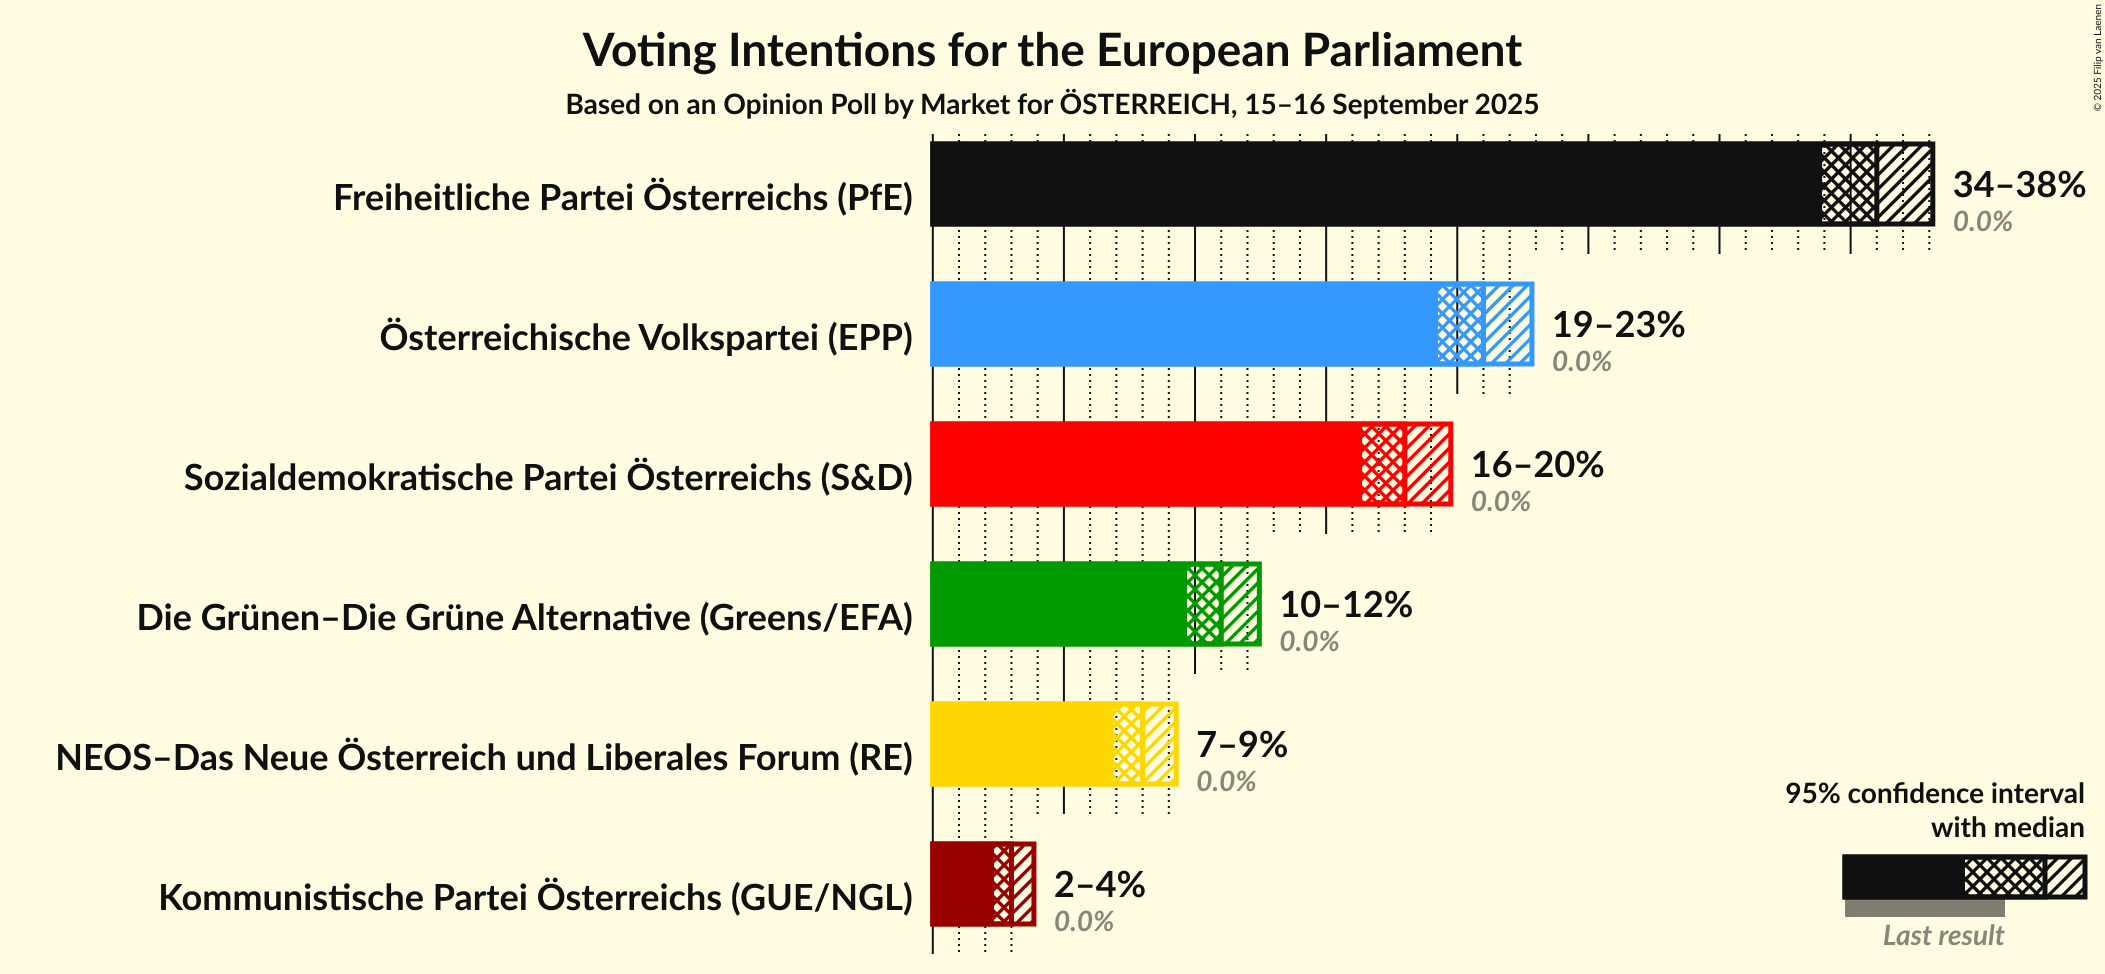 Voting Intentions for the European Parliament
Based on an Opinion Poll by Market for ÖSTERREICH, 15–16 September 2025
© 2025 Filip van Laenen
Freiheitliche Partei Österreichs (PfE)
34–38%
0.0%
Österreichische Volkspartei (EPP)
19–23%
0.0%
Sozialdemokratische Partei Österreichs (S&D)
16–20%
0.0%
Die Grünen–Die Grüne Alternative (Greens/EFA)
10–12%
0.0%
NEOS–Das Neue Österreich und Liberales Forum (RE)
7–9%
0.0%
Kommunistische Partei Österreichs (GUE/NGL)
2–4%
0.0%
95% confidence interval
with median
Last result